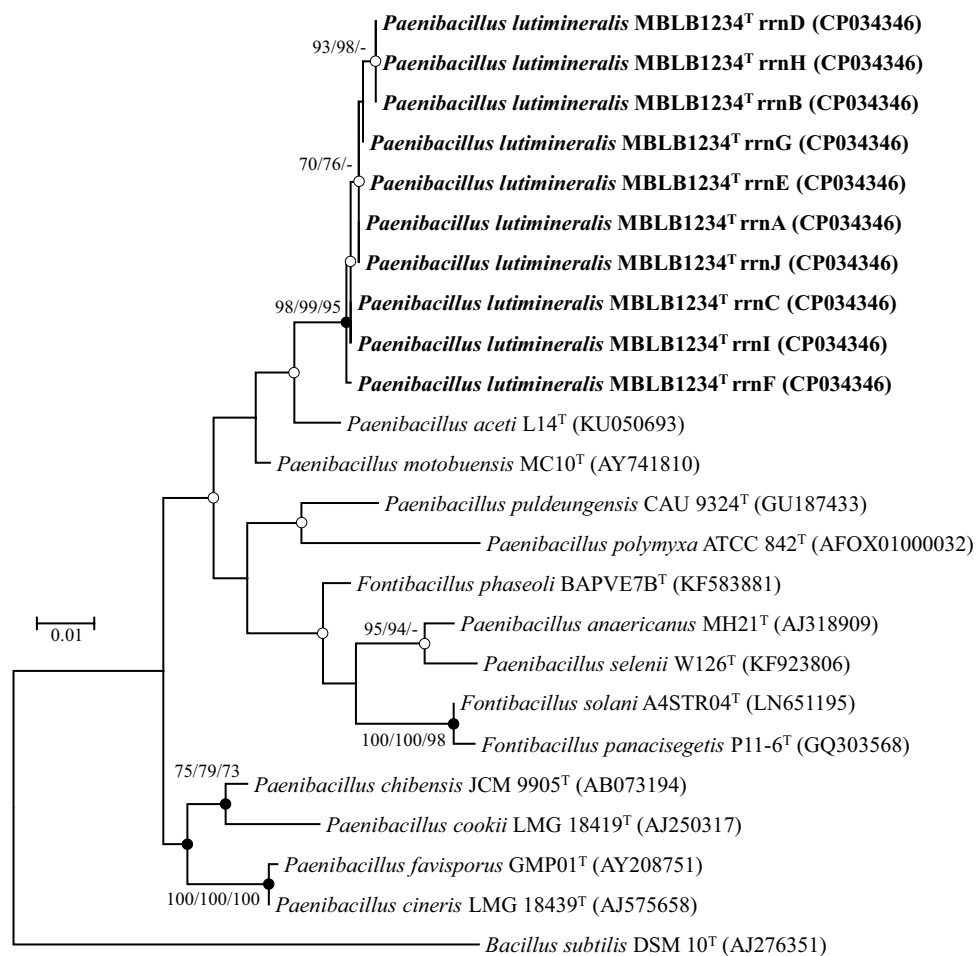 Paenibacillus lutimineralis MBLB1234ᵀ rrnD (CP034346)
93/98/-
Paenibacillus lutimineralis MBLB1234ᵀ rrnH (CP034346)
Paenibacillus lutimineralis MBLB1234ᵀ rrnB (CP034346)
Paenibacillus lutimineralis MBLB1234ᵀ rrnG (CP034346)
70/76/-
Paenibacillus lutimineralis MBLB1234ᵀ rrnE (CP034346)
Paenibacillus lutimineralis MBLB1234ᵀ rrnA (CP034346)
Paenibacillus lutimineralis MBLB1234ᵀ rrnJ (CP034346)
98/99/95
Paenibacillus lutimineralis MBLB1234ᵀ rrnC (CP034346)
Paenibacillus lutimineralis MBLB1234ᵀ rrnI (CP034346)
Paenibacillus lutimineralis MBLB1234ᵀ rrnF (CP034346)
Paenibacillus aceti L14ᵀ (KU050693)
Paenibacillus motobuensis MC10ᵀ (AY741810)
Paenibacillus puldeungensis CAU 9324ᵀ (GU187433)
Paenibacillus polymyxa ATCC 842ᵀ (AFOX01000032)
Fontibacillus phaseoli BAPVE7Bᵀ (KF583881)
0.01
95/94/-
Paenibacillus anaericanus MH21ᵀ (AJ318909)
Paenibacillus selenii W126ᵀ (KF923806)
Fontibacillus solani A4STR04ᵀ (LN651195)
100/100/98
Fontibacillus panacisegetis P11-6ᵀ (GQ303568)
75/79/73
Paenibacillus chibensis JCM 9905ᵀ (AB073194)
Paenibacillus cookii LMG 18419ᵀ (AJ250317)
Paenibacillus favisporus GMP01ᵀ (AY208751)
100/100/100
Paenibacillus cineris LMG 18439ᵀ (AJ575658)
Bacillus subtilis DSM 10ᵀ (AJ276351)